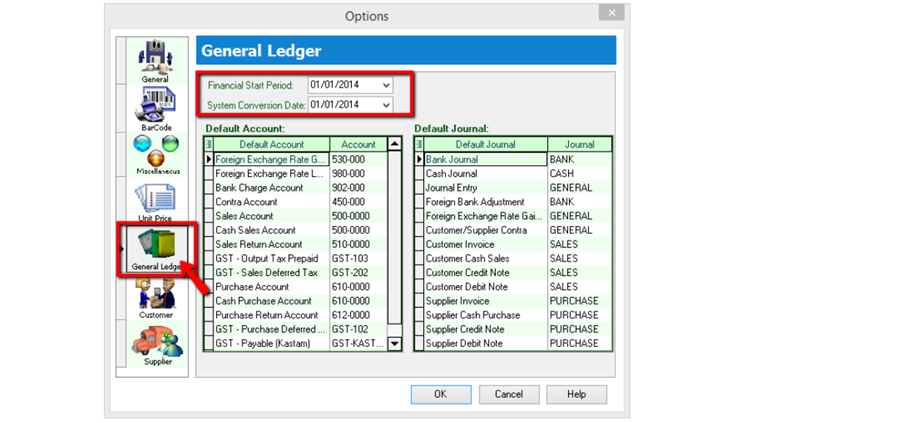 Options
General Ledger
General
BarCode
Miscellaneous
Unit Price
General Ledger
Customer
Supplier
Financial Start Period: 01/01/2014
System Conversion Date: 01/01/2014
Default Account:
Default Account Account
Foreign Exchange Rate G... 530-000
Foreign Exchange Rate L... 980-000
Bank Charge Account 902-000
Contra Account 450-000
Sales Account 500-0000
Cash Sales Account 500-0000
Sales Return Account 510-0000
GST - Output Tax Prepaid GST-103
GST - Sales Deferred Tax GST-202
Purchase Account 610-0000
Cash Purchase Account 610-0000
Purchase Return Account 612-0000
GST - Purchase Deferred ... GST-102
GST - Payable (Kastam) GST-KAST...
Default Journal:
Default Journal Journal
Bank Journal BANK
Cash Journal CASH
Journal Entry GENERAL
Foreign Bank Adjustment BANK
Foreign Exchange Rate Gai... GENERAL
Customer/Supplier Contra GENERAL
Customer Invoice SALES
Customer Cash Sales SALES
Customer Credit Note SALES
Customer Debit Note SALES
Supplier Invoice PURCHASE
Supplier Cash Purchase PURCHASE
Supplier Credit Note PURCHASE
Supplier Debit Note PURCHASE
OK Cancel Help